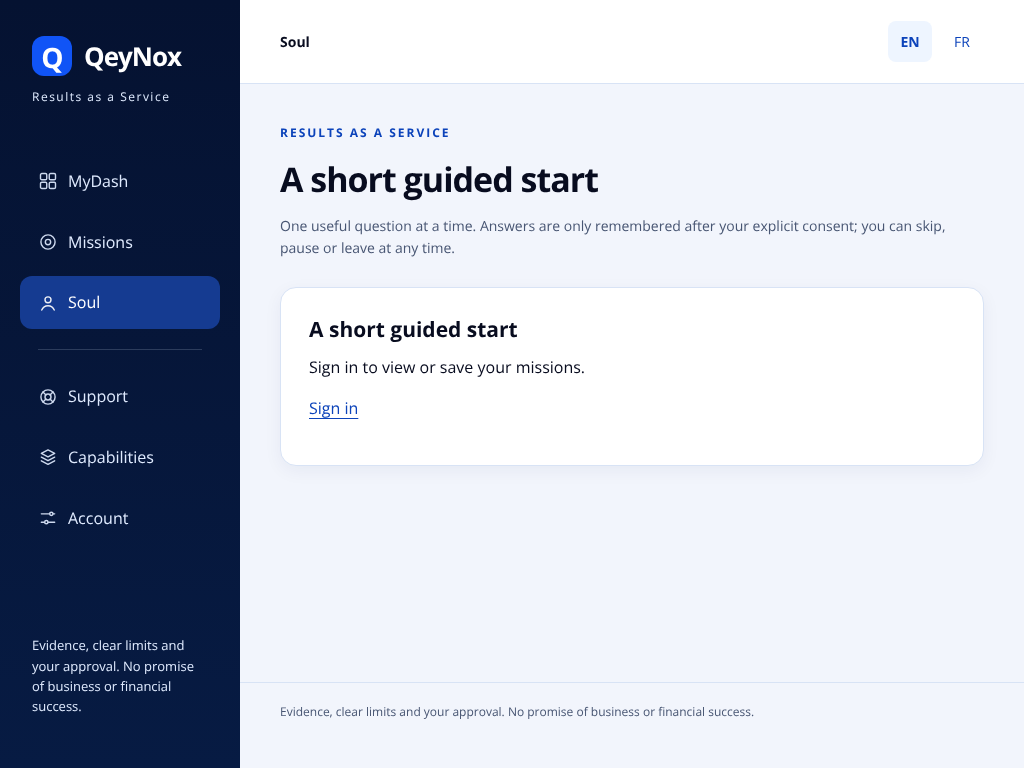 Q QeyNox
Results as a Service
MyDash
Missions
Soul
Support
Capabilities
Account
Evidence, clear limits and
your approval. No promise
of business or financial
success.
Soul
EN FR
RESULTS AS A SERVICE
A short guided start
One useful question at a time. Answers are only remembered after your explicit consent; you can skip,
pause or leave at any time.
A short guided start
Sign in to view or save your missions.
Sign in
Evidence, clear limits and your approval. No promise of business or financial success.